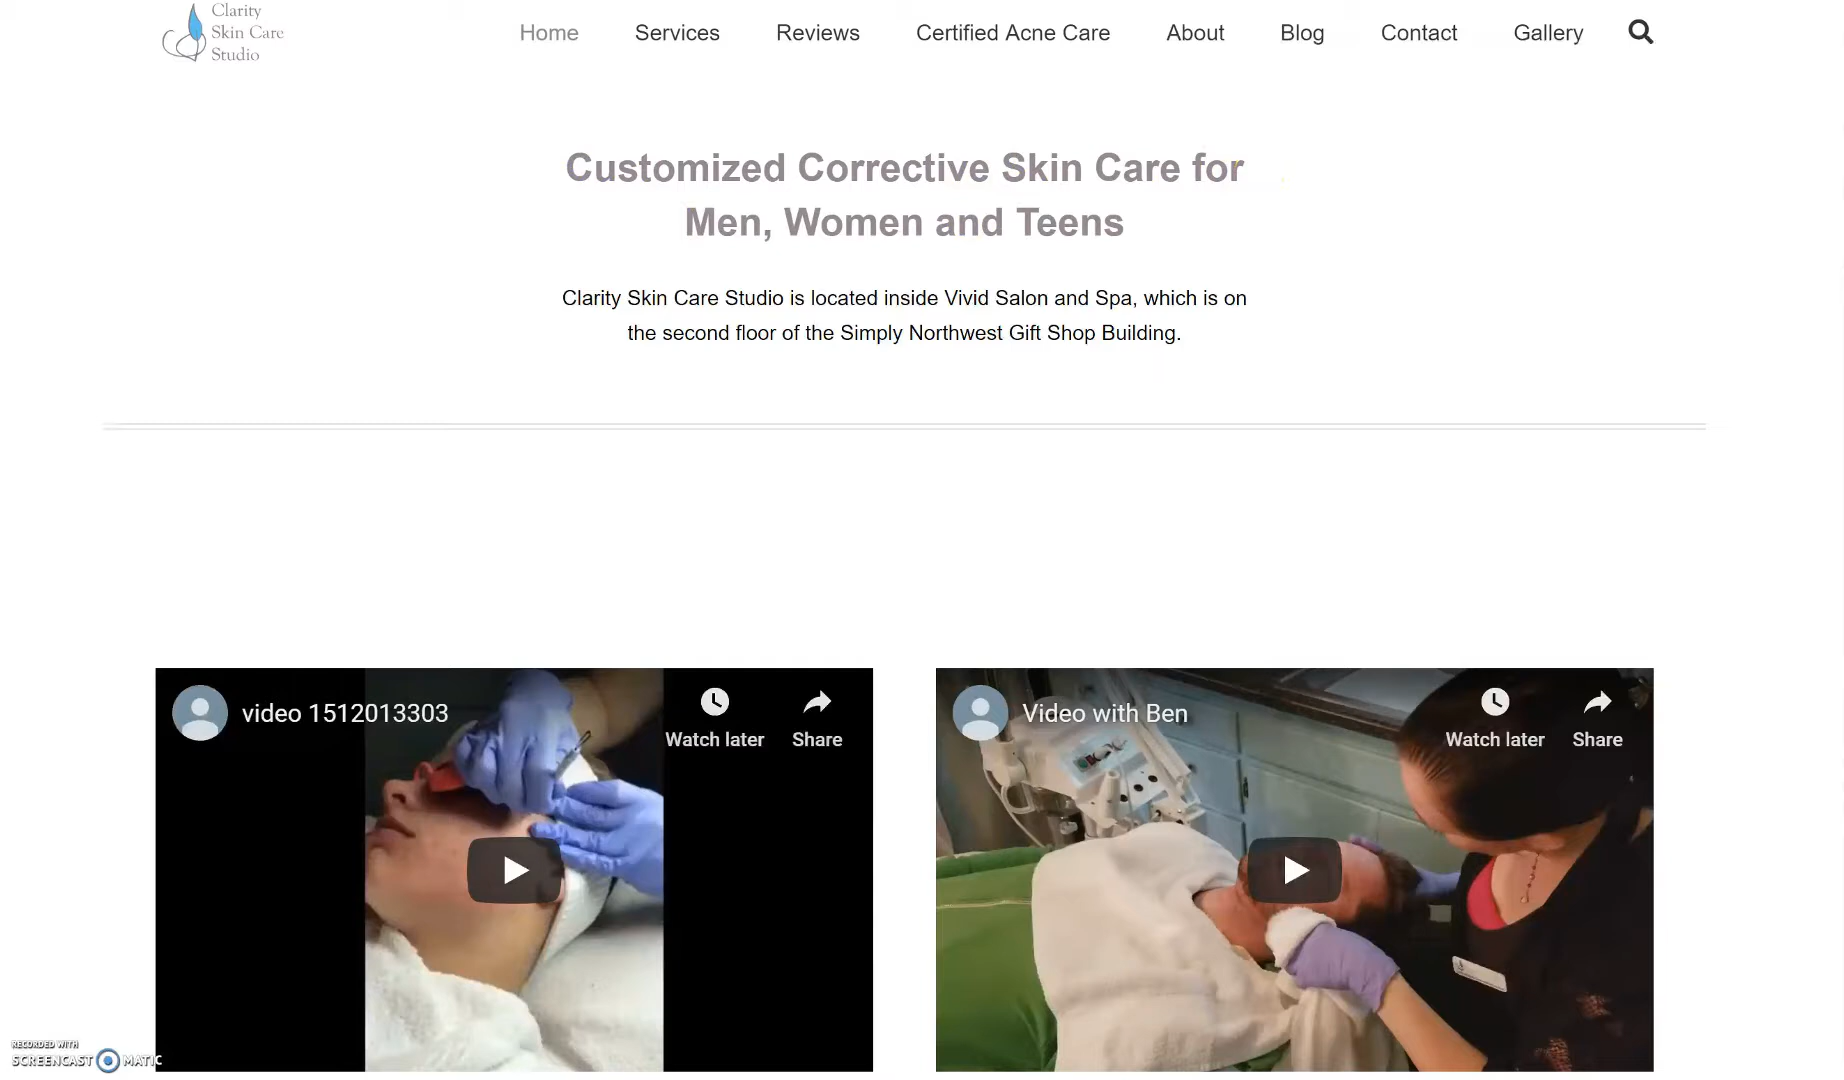 Clarity
Skin Care
Studio
Home Services Reviews Certified Acne Care About Blog Contact Gallery
Customized Corrective Skin Care for
Men, Women and Teens
Clarity Skin Care Studio is located inside Vivid Salon and Spa, which is on
the second floor of the Simply Northwest Gift Shop Building.
video 1512013303
Watch later Share
Video with Ben
Watch later Share
RECORDED WITH
SCREENCAST MATIC